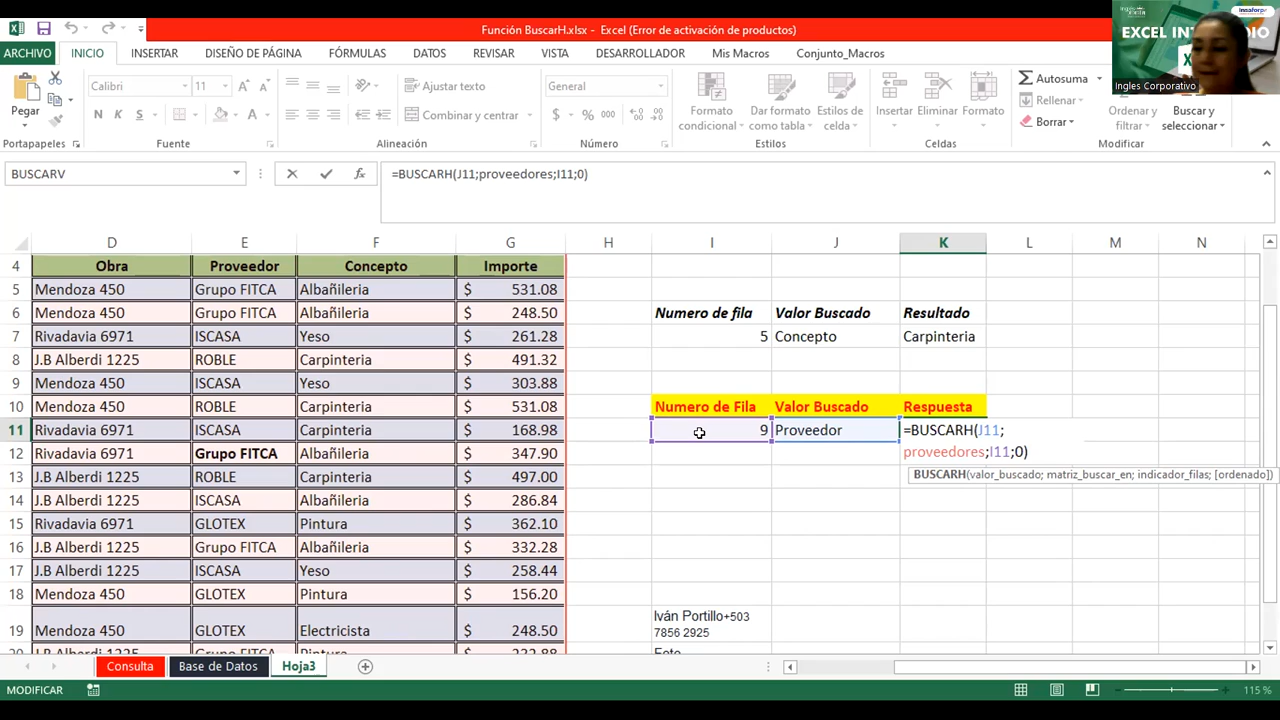 Función BuscarH.xlsx - Excel (Error de activación de productos)
EXCEL IN
DIO
Ingles Corporativo
ARCHIVO INICIO INSERTAR DISEÑO DE PÁGINA FÓRMULAS DATOS REVISAR VISTA DESARROLLADOR Mis Macros Conjunto_Macros
Pegar
Calibri 11
N K S
Ajustar texto
Combinar y centrar
General
$ % 000
Formato condicional
Dar formato como tabla
Estilos de celda
Insertar Eliminar Formato
Autosuma
Rellenar
Borrar
Ordenar y filtrar
Buscar y seleccionar
Portapapeles Fuente Alineación Número Estilos Celdas Modificar
BUSCARV =BUSCARH(J11;proveedores;I11;0)
D E F G H I J K L M N
4 Obra Proveedor Concepto Importe
5 Mendoza 450 Grupo FITCA Albañileria $ 531.08
6 Mendoza 450 Grupo FITCA Albañileria $ 248.50 Numero de fila Valor Buscado Resultado
7 Rivadavia 6971 ISCASA Yeso $ 261.28 5 Concepto Carpinteria
8 J.B Alberdi 1225 ROBLE Carpinteria $ 491.32
9 Mendoza 450 ISCASA Yeso $ 303.88
10 Mendoza 450 ROBLE Carpinteria $ 531.08 Numero de Fila Valor Buscado Respuesta
11 Rivadavia 6971 ISCASA Carpinteria $ 168.98 9 Proveedor =BUSCARH(J11;
proveedores;I11;0)
12 Rivadavia 6971 Grupo FITCA Albañileria $ 347.90
BUSCARH(valor_buscado; matriz_buscar_en; indicador_filas; [ordenado])
13 J.B Alberdi 1225 ROBLE Carpinteria $ 497.00
14 J.B Alberdi 1225 ISCASA Albañileria $ 286.84
15 Rivadavia 6971 GLOTEX Pintura $ 362.10
16 J.B Alberdi 1225 Grupo FITCA Albañileria $ 332.28
17 J.B Alberdi 1225 ISCASA Yeso $ 258.44
18 Mendoza 450 GLOTEX Pintura $ 156.20
19 Mendoza 450 GLOTEX Electricista $ 248.50 Iván Portillo+503
7856 2925
Consulta Base de Datos Hoja3
MODIFICAR 115 %